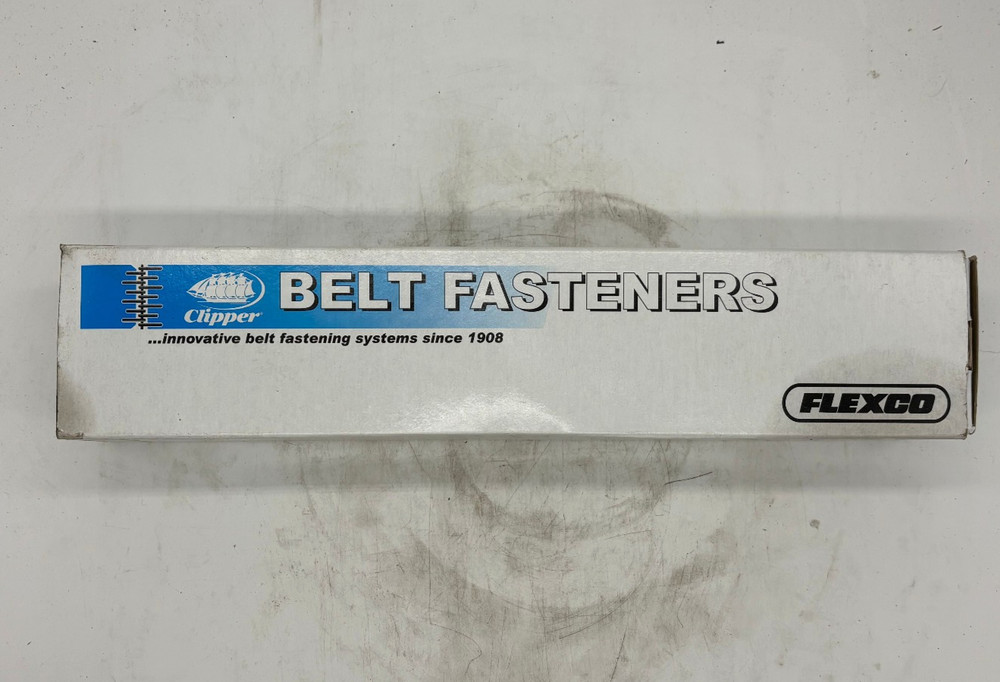 BELT FASTENERS
Clipper
...innovative belt fastening systems since 1908
FLEXCO